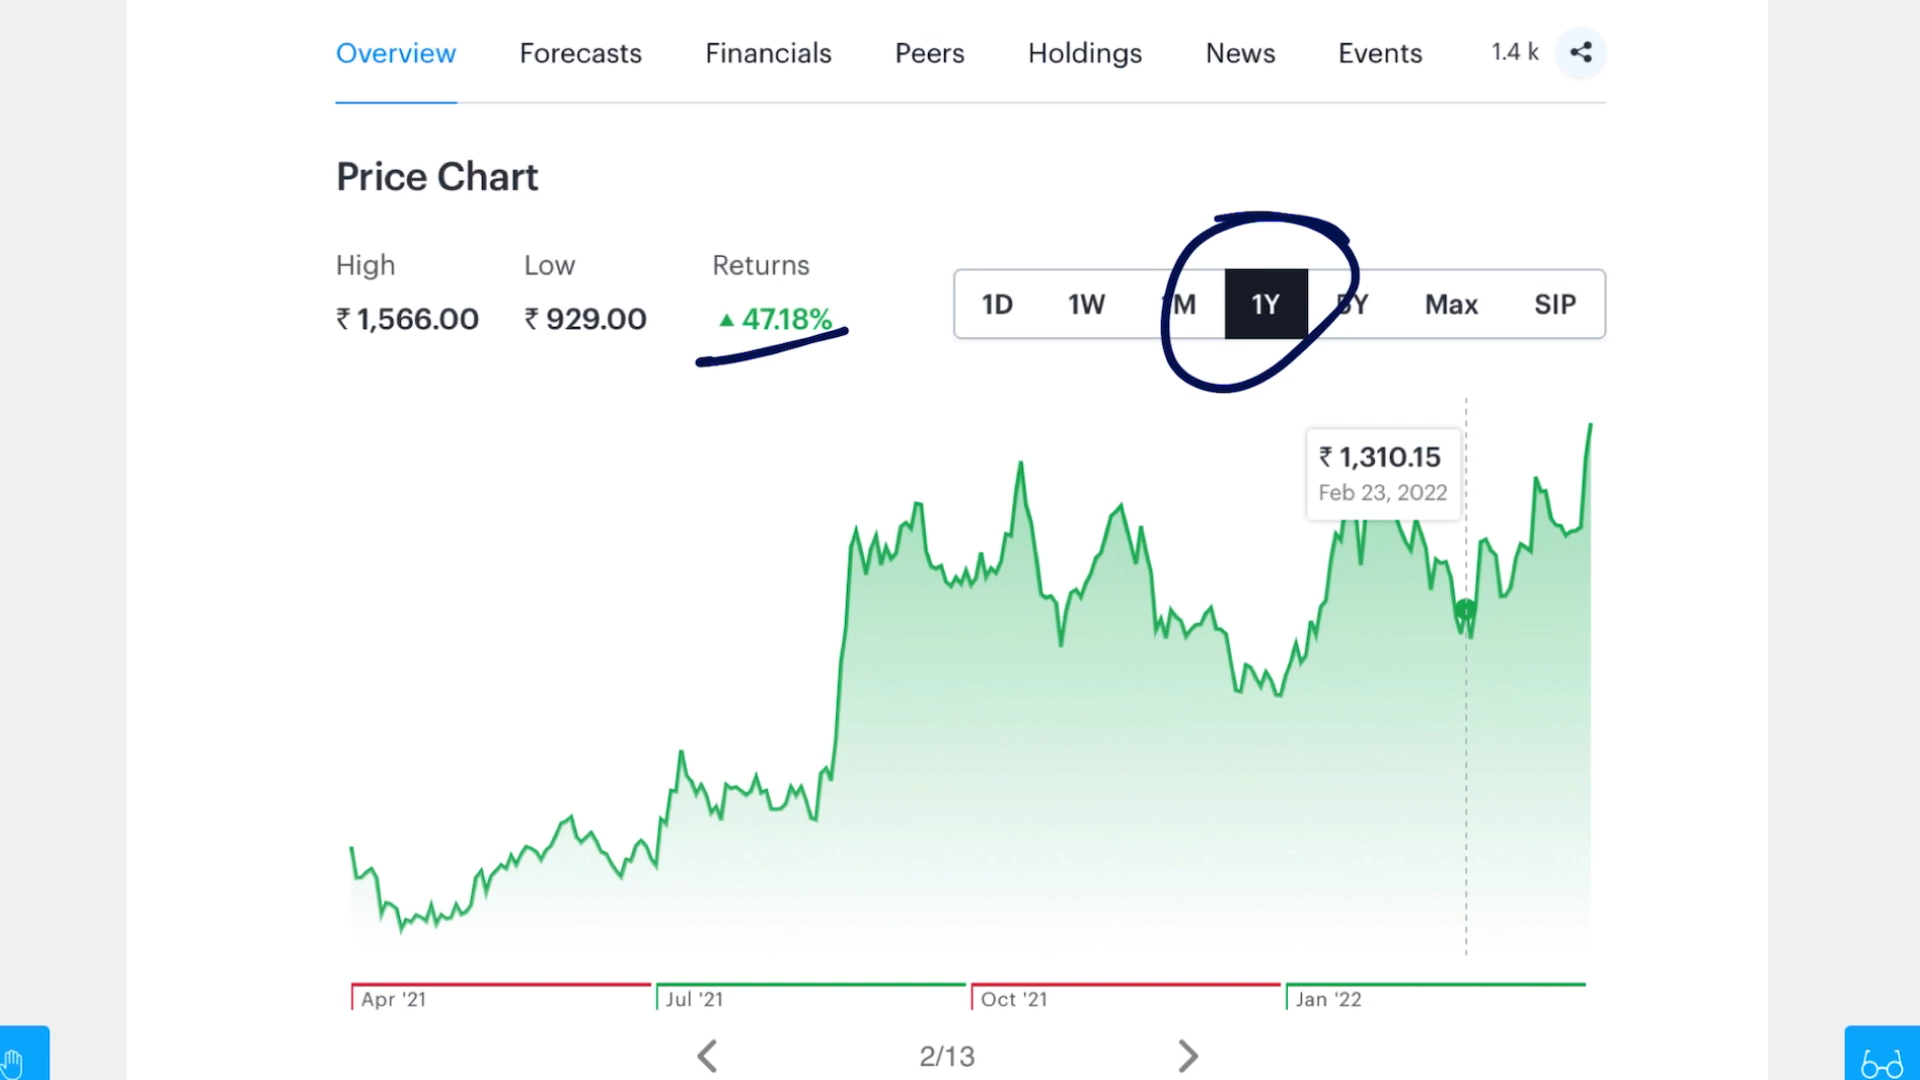 Overview Forecasts Financials Peers Holdings News Events 1.4 k
Price Chart
High Low Returns
₹ 1,566.00 ₹ 929.00 ▲ 47.18%
1D 1W M 1Y Y Max SIP
₹ 1,310.15
Feb 23, 2022
Apr '21 Jul '21 Oct '21 Jan '22
2/13